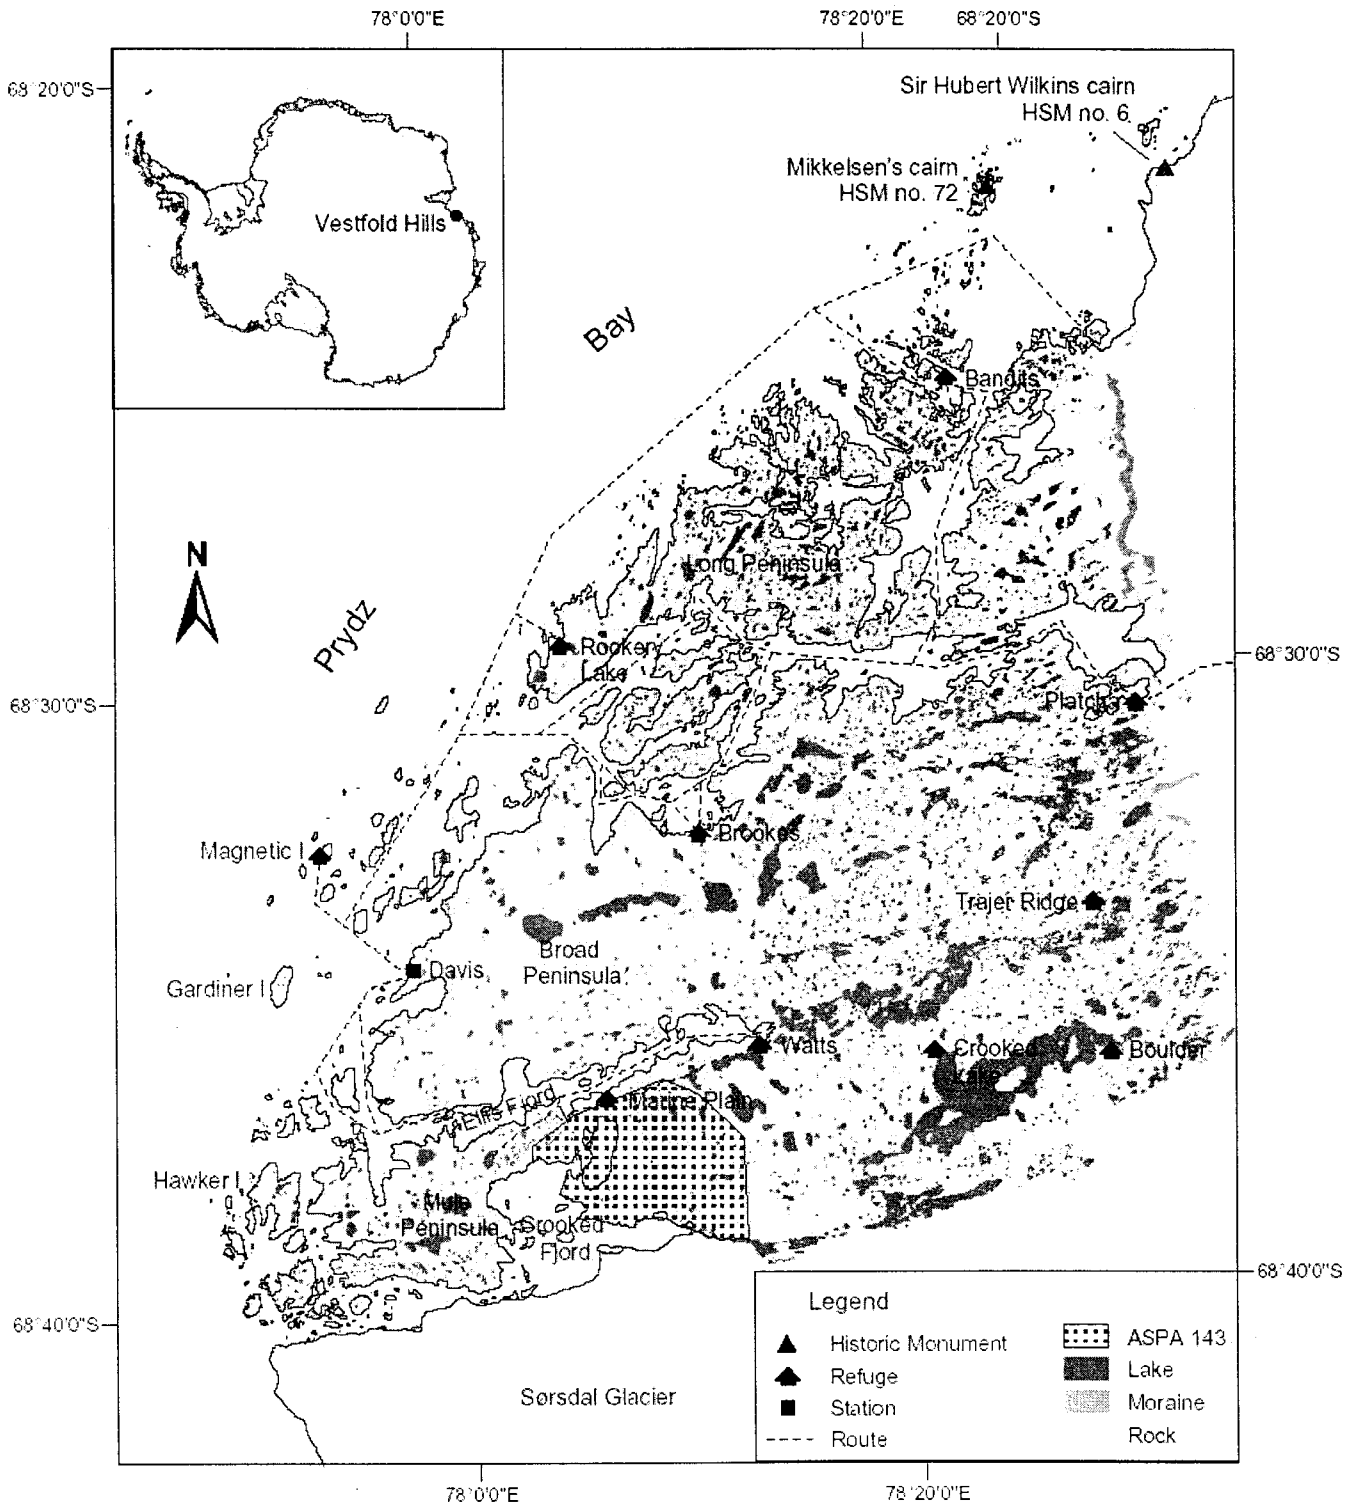 78°0'0"E
78°20'0"E
68°20'0"S
68°20'0"S
Sir Hubert Wilkins cairn
HSM no. 6
Mikkelsen's cairn
HSM no. 72
Vestfold Hills
Bay
Bandits
Long Peninsula
N
Prydz
Rookery
Lake
68°30'0"S
68°30'0"S
Platcha
Brookes
Magnetic I
Trajer Ridge
Broad
Peninsula
Davis
Gardiner I
Watts
Crooked
Lake
Boulder
Ellis Fjord
Marine Plain
Hawker I
Mule
Peninsula
Crooked
Fjord
68°40'0"S
68°40'0"S
Legend
Historic Monument
Refuge
Station
Route
ASPA 143
Lake
Moraine
Rock
Sørsdal Glacier
78°0'0"E
78°20'0"E